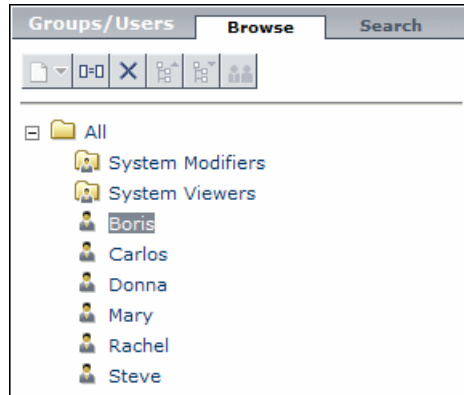 Groups/Users Browse Search
All
System Modifiers
System Viewers
Boris
Carlos
Donna
Mary
Rachel
Steve